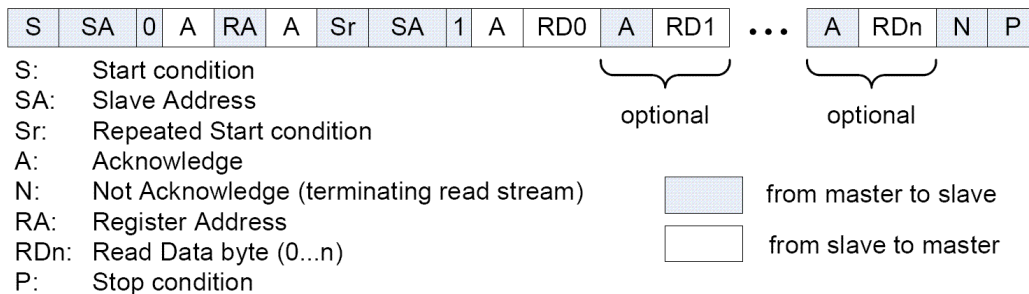 S SA 0 A RA A Sr SA 1 A RD0 A RD1 ••• A RDn N P
optional optional
S: Start condition
SA: Slave Address
Sr: Repeated Start condition
A: Acknowledge
N: Not Acknowledge (terminating read stream)
RA: Register Address
RDn: Read Data byte (0...n)
P: Stop condition
from master to slave
from slave to master